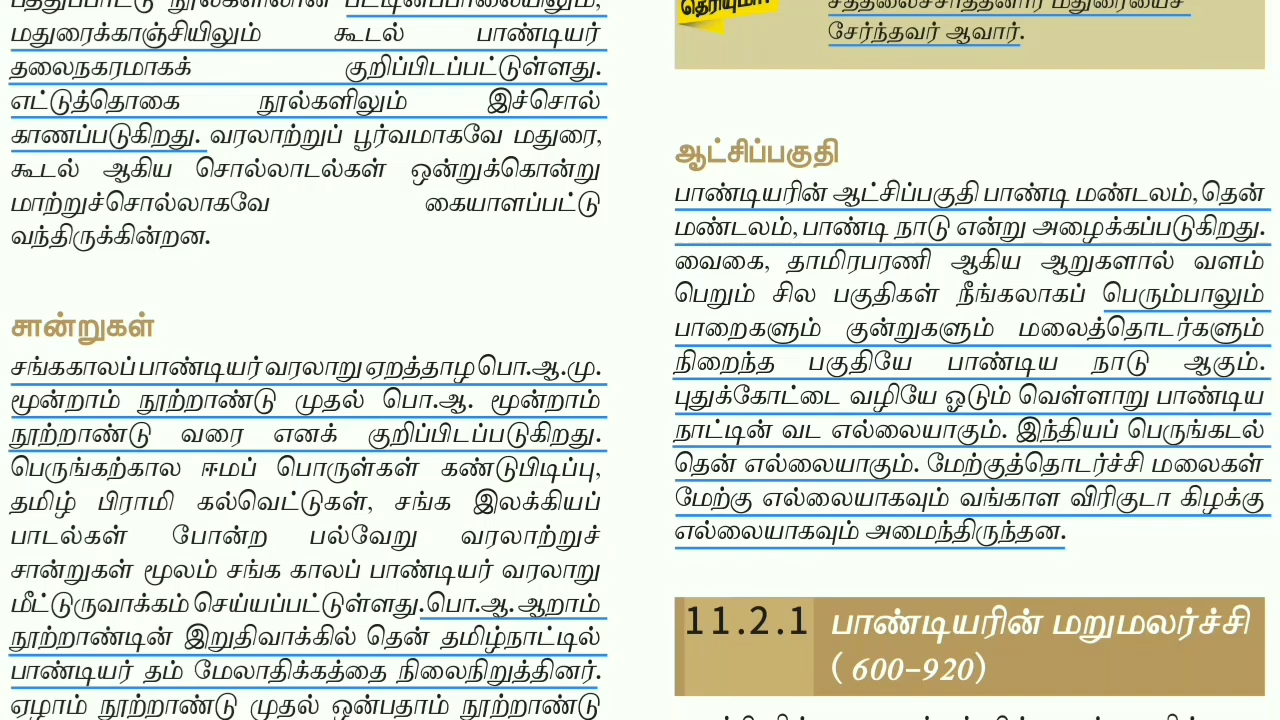 பத்துப்பாட்டு நூல்களிலான பட்டினப்பாலையிலும்,
மதுரைக்காஞ்சியிலும் கூடல் பாண்டியர்
தலைநகரமாகக் குறிப்பிடப்பட்டுள்ளது.
எட்டுத்தொகை நூல்களிலும் இச்சொல்
காணப்படுகிறது. வரலாற்றுப் பூர்வமாகவே மதுரை,
கூடல் ஆகிய சொல்லாடல்கள் ஒன்றுக்கொன்று
மாற்றுச்சொல்லாகவே கையாளப்பட்டு
வந்திருக்கின்றன.
சான்றுகள்
சங்ககாலப் பாண்டியர் வரலாறு ஏறத்தாழ பொ.ஆ.மு.
மூன்றாம் நூற்றாண்டு முதல் பொ.ஆ. மூன்றாம்
நூற்றாண்டு வரை எனக் குறிப்பிடப்படுகிறது.
பெருங்கற்கால ஈமப் பொருள்கள் கண்டுபிடிப்பு,
தமிழ் பிராமி கல்வெட்டுகள், சங்க இலக்கியப்
பாடல்கள் போன்ற பல்வேறு வரலாற்றுச்
சான்றுகள் மூலம் சங்க காலப் பாண்டியர் வரலாறு
மீட்டுருவாக்கம் செய்யப்பட்டுள்ளது. பொ.ஆ. ஆறாம்
நூற்றாண்டின் இறுதிவாக்கில் தென் தமிழ்நாட்டில்
பாண்டியர் தம் மேலாதிக்கத்தை நிலைநிறுத்தினர்.
ஏழாம் நூற்றாண்டு முதல் ஒன்பதாம் நூற்றாண்டு
தெரியுமா?
சீத்தலைச்சாத்தனார் மதுரையைச்
சேர்ந்தவர் ஆவார்.
ஆட்சிப்பகுதி
பாண்டியரின் ஆட்சிப்பகுதி பாண்டி மண்டலம், தென்
மண்டலம், பாண்டி நாடு என்று அழைக்கப்படுகிறது.
வைகை, தாமிரபரணி ஆகிய ஆறுகளால் வளம்
பெறும் சில பகுதிகள் நீங்கலாகப் பெரும்பாலும்
பாறைகளும் குன்றுகளும் மலைத்தொடர்களும்
நிறைந்த பகுதியே பாண்டிய நாடு ஆகும்.
புதுக்கோட்டை வழியே ஓடும் வெள்ளாறு பாண்டிய
நாட்டின் வட எல்லையாகும். இந்தியப் பெருங்கடல்
தென் எல்லையாகும். மேற்குத்தொடர்ச்சி மலைகள்
மேற்கு எல்லையாகவும் வங்காள விரிகுடா கிழக்கு
எல்லையாகவும் அமைந்திருந்தன.
11.2.1 பாண்டியரின் மறுமலர்ச்சி
(600–920)